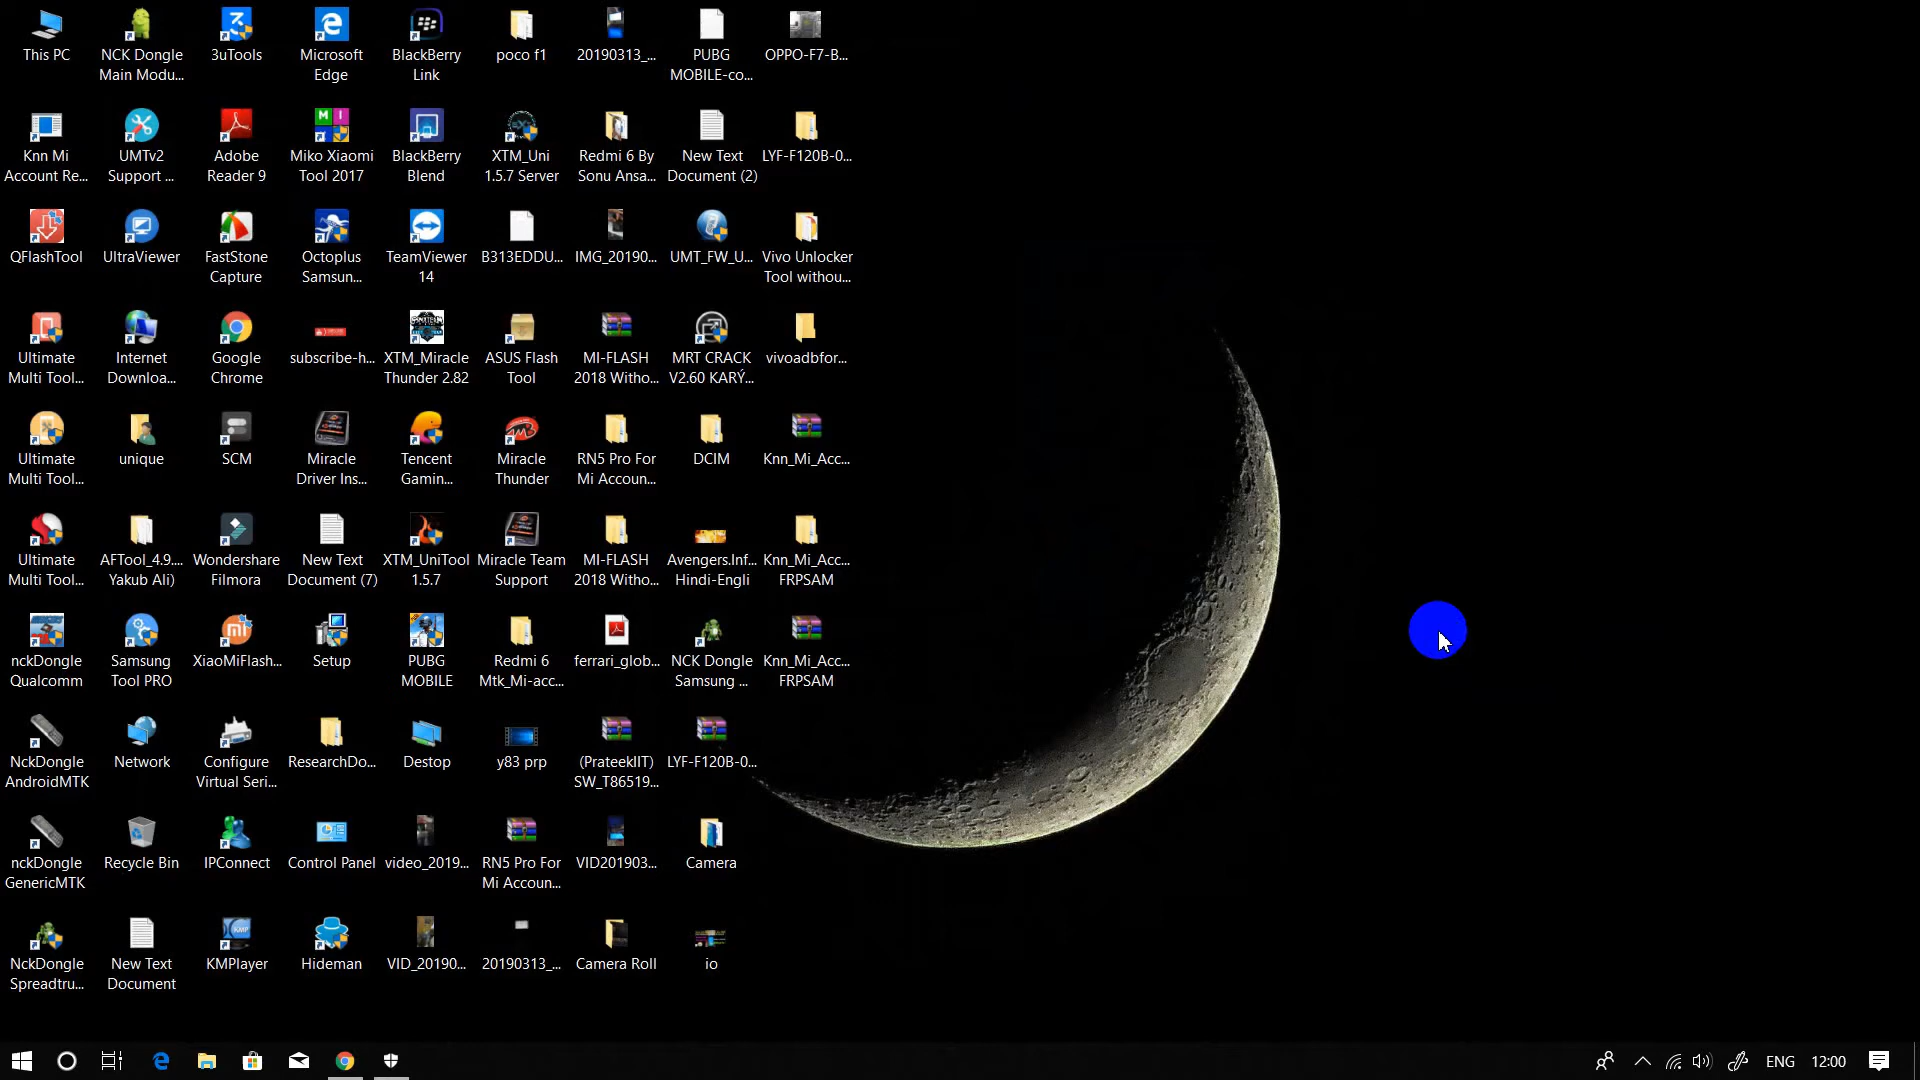 This PC
NCK Dongle
Main Modu...
3uTools
Microsoft
Edge
BlackBerry
Link
poco f1
20190313_...
PUBG
MOBILE-co...
OPPO-F7-B...
Knn Mi
Account Re...
UMTv2
Support ...
Adobe
Reader 9
Miko Xiaomi
Tool 2017
BlackBerry
Blend
XTM_Uni
1.5.7 Server
Redmi 6 By
Sonu Ansa...
New Text
Document (2)
LYF-F120B-0...
QFlashTool
UltraViewer
FastStone
Capture
Octoplus
Samsun...
TeamViewer
14
B313EDDU...
IMG_20190...
UMT_FW_U...
Vivo Unlocker
Tool withou...
Ultimate
Multi Tool...
Internet
Downloa...
Google
Chrome
subscribe-h...
XTM_Miracle
Thunder 2.82
ASUS Flash
Tool
MI-FLASH
2018 Witho...
MRT CRACK
V2.60 KARÝ...
vivoadbfor...
Ultimate
Multi Tool...
unique
SCM
Miracle
Driver Ins...
Tencent
Gamin...
Miracle
Thunder
RN5 Pro For
Mi Accoun...
DCIM
Knn_Mi_Acc...
Ultimate
Multi Tool...
AFTool_4.9....
Yakub Ali)
Wondershare
Filmora
New Text
Document (7)
XTM_UniTool
1.5.7
Miracle Team
Support
MI-FLASH
2018 Witho...
Avengers.Inf...
Hindi-Engli
Knn_Mi_Acc...
FRPSAM
nckDongle
Qualcomm
Samsung
Tool PRO
XiaoMiFlash...
Setup
PUBG
MOBILE
Redmi 6
Mtk_Mi-acc...
ferrari_glob...
NCK Dongle
Samsung ...
Knn_Mi_Acc...
FRPSAM
NckDongle
AndroidMTK
Network
Configure
Virtual Seri...
ResearchDo...
Destop
y83 prp
(PrateekIIT)
SW_T86519...
LYF-F120B-0...
nckDongle
GenericMTK
Recycle Bin
IPConnect
Control Panel
video_2019...
RN5 Pro For
Mi Accoun...
VID201903...
Camera
NckDongle
Spreadtru...
New Text
Document
KMPlayer
Hideman
VID_20190...
20190313_...
Camera Roll
io
ENG
12:00